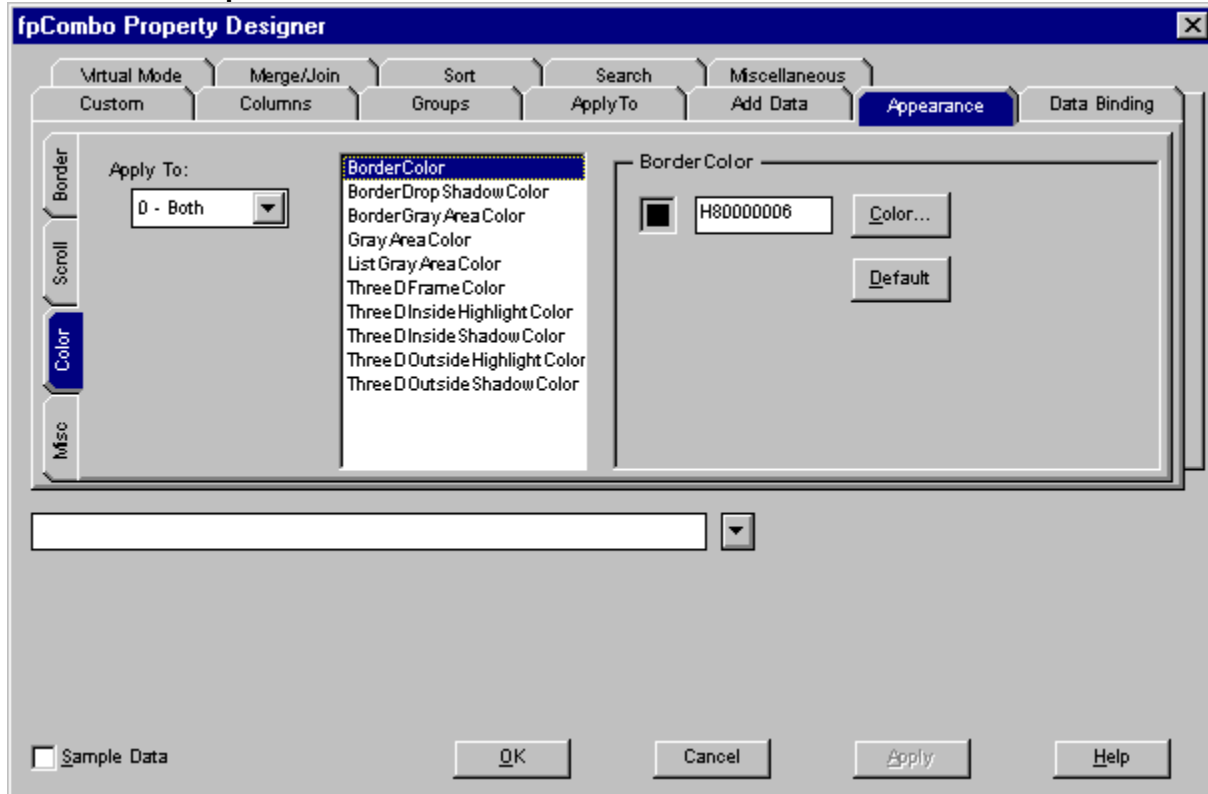 fpCombo Property Designer
Virtual Mode Merge/Join Sort Search Miscellaneous
Custom Columns Groups ApplyTo Add Data Appearance Data Binding
Border
Scroll
Color
Misc
Apply To:
0 - Both
BorderColor
BorderDropShadowColor
BorderGrayAreaColor
GrayAreaColor
ListGrayAreaColor
ThreeDFrameColor
ThreeDInsideHighlightColor
ThreeDInsideShadowColor
ThreeDOutsideHighlightColor
ThreeDOutsideShadowColor
BorderColor
H80000006 Color...
Default
Sample Data OK Cancel Apply Help